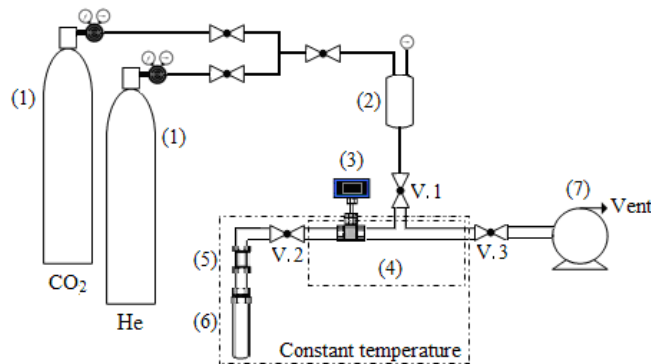 (1)
(1)
(2)
(3)
V.1
(7)
Vent
V.2
V.3
(4)
(5)
(6)
CO2
He
Constant temperature